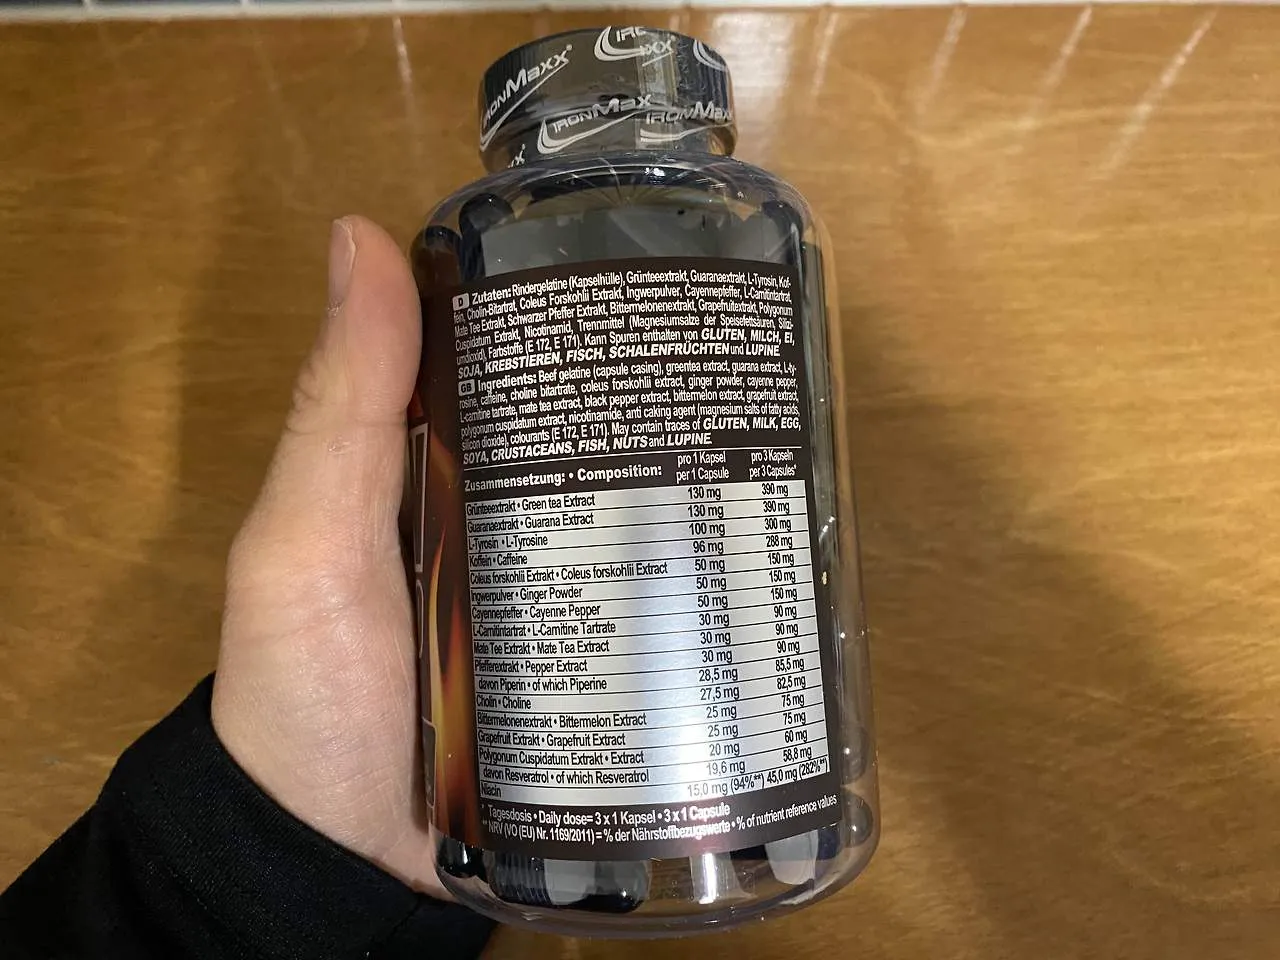 IRONMaxx®
IRONMaxx
IRONMaxx
D Zutaten: Rindergelatine (Kapselhülle), Grünteeextrakt, Guaranaextrakt, L-Tyrosin, Kof-
fein, Cholin-Bitartrat, Coleus Forskohlii Extrakt, Ingwerpulver, Cayennepfeffer, L-Carnitintartrat,
Mate Tee Extrakt, Schwarzer Pfeffer Extrakt, Bittermelonenextrakt, Grapefruitextrakt, Polygonum
Cuspidatum Extrakt, Nicotinamid, Trennmittel (Magnesiumsalze der Speisefettsäuren, Silizi-
umdioxid), Farbstoffe (E 172, E 171). Kann Spuren enthalten von GLUTEN, MILCH, EI,
SOJA, KREBSTIEREN, FISCH, SCHALENFRÜCHTEN und LUPINE.
GB Ingredients: Beef gelatine (capsule casing), greentea extract, guarana extract, L-ty-
rosine, caffeine, choline bitartrate, coleus forskohlii extract, ginger powder, cayenne pepper,
L-carnitine tartrate, mate tea extract, black pepper extract, bittermelon extract, grapefruit extract,
polygonum cuspidatum extract, nicotinamide, anti caking agent (magnesium salts of fatty acids,
silicon dioxide), colourants (E 172, E 171). May contain traces of GLUTEN, MILK, EGG,
SOYA, CRUSTACEANS, FISH, NUTS and LUPINE.
Zusammensetzung: • Composition: pro 1 Kapsel per 1 Capsule pro 3 Kapseln per 3 Capsules*
Grünteeextrakt • Green tea Extract 130 mg 390 mg
Guaranaextrakt • Guarana Extract 130 mg 390 mg
L-Tyrosin • L-Tyrosine 100 mg 300 mg
Koffein • Caffeine 96 mg 288 mg
Coleus forskohlii Extrakt • Coleus forskohlii Extract 50 mg 150 mg
Ingwerpulver • Ginger Powder 50 mg 150 mg
Cayennepfeffer • Cayenne Pepper 50 mg 150 mg
L-Carnitintartrat • L-Carnitine Tartrate 30 mg 90 mg
Mate Tee Extrakt • Mate Tea Extract 30 mg 90 mg
Pfefferextrakt • Pepper Extract 30 mg 90 mg
davon Piperin • of which Piperine 28,5 mg 85,5 mg
Cholin • Choline 27,5 mg 82,5 mg
Bittermelonenextrakt • Bittermelon Extract 25 mg 75 mg
Grapefruit Extrakt • Grapefruit Extract 25 mg 75 mg
Polygonum Cuspidatum Extrakt • Extract 20 mg 60 mg
davon Resveratrol • of which Resveratrol 19,6 mg 58,8 mg
Niacin 15,0 mg (94%**) 45,0 mg (282%**)
* Tagesdosis • Daily dose= 3 x 1 Kapsel • 3 x 1 Capsule
** NRV (VO (EU) Nr. 1169/2011) = % der Nährstoffbezugswerte • % of nutrient reference values